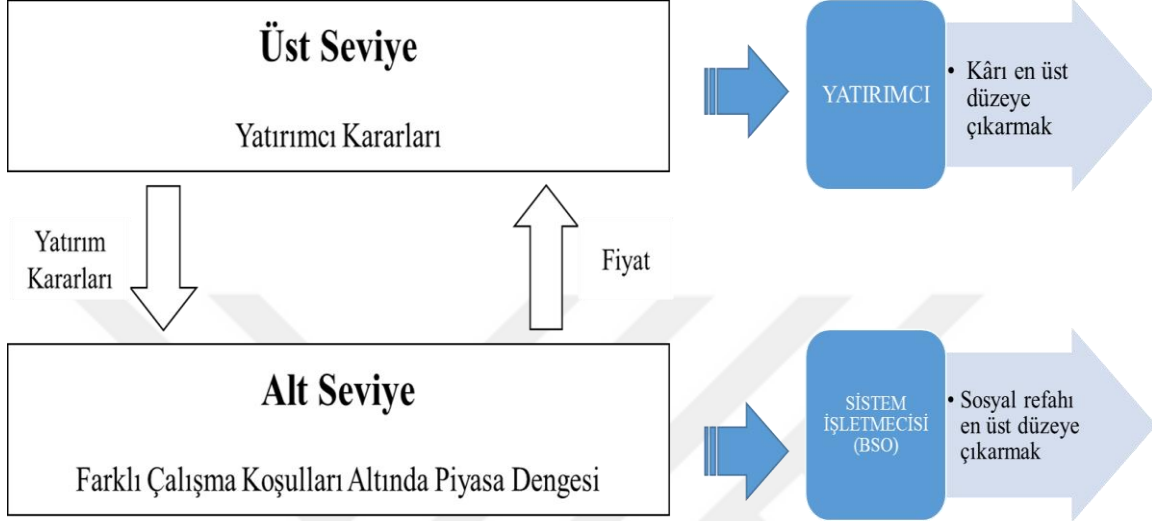 Üst Seviye
Yatırımcı Kararları
YATIRIMCI
• Kârı en üst
düzeye
çıkarmak
Yatırım
Kararları
Fiyat
Alt Seviye
Farklı Çalışma Koşulları Altında Piyasa Dengesi
SİSTEM
İŞLETMECİSİ
(BSO)
• Sosyal refahı
en üst düzeye
çıkarmak